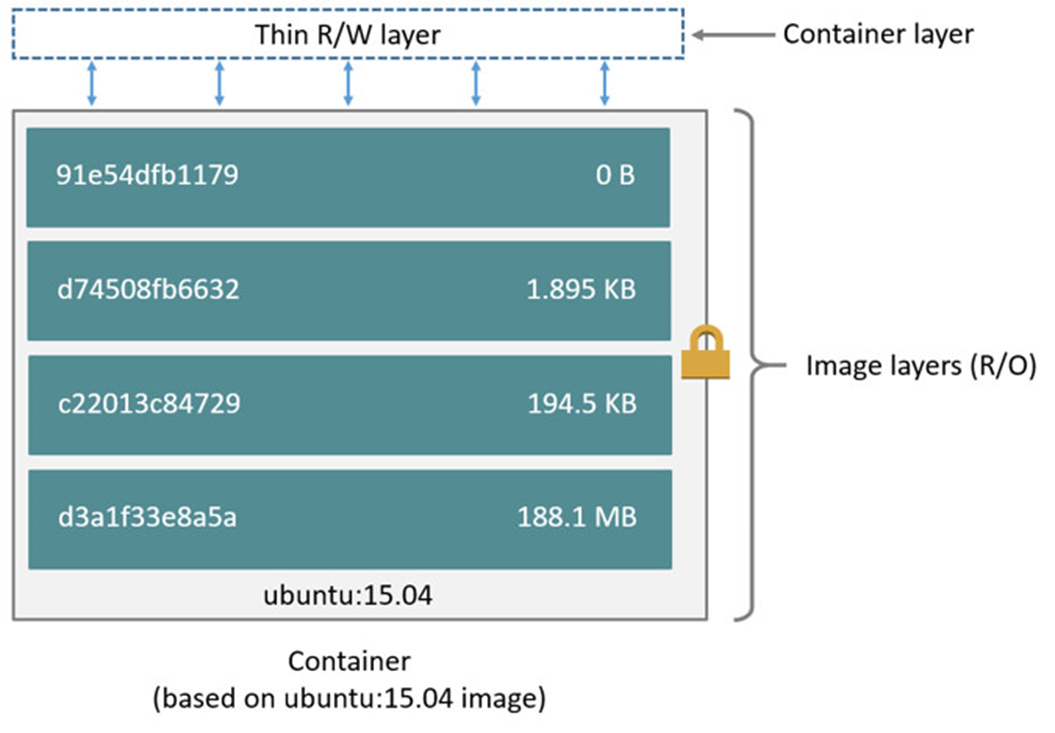 Thin R/W layer
Container layer
91e54dfb1179 0 B
d74508fb6632 1.895 KB
c22013c84729 194.5 KB
Image layers (R/O)
d3a1f33e8a5a 188.1 MB
ubuntu:15.04
Container
(based on ubuntu:15.04 image)